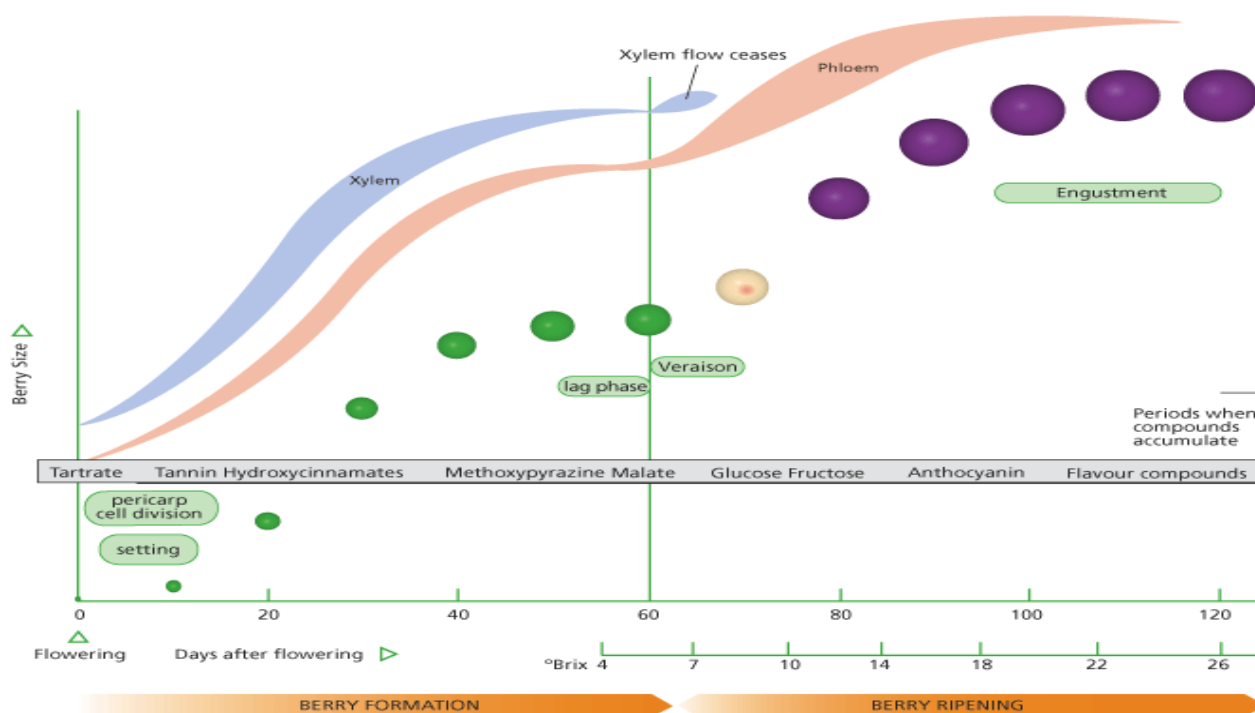 Xylem flow ceases
Phloem
Xylem
Engustment
Berry Size
Veraison
lag phase
Periods when
compounds
accumulate
Tartrate Tannin Hydroxycinnamates Methoxypyrazine Malate Glucose Fructose Anthocyanin Flavour compounds
pericarp
cell division
setting
0 20 40 60 80 100 120
Flowering Days after flowering
°Brix 4 7 10 14 18 22 26
BERRY FORMATION BERRY RIPENING